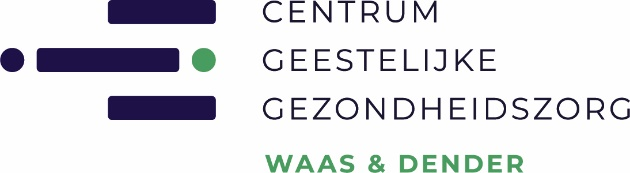 CENTRUM
GEESTELIJKE
GEZONDHEIDSZORG
WAAS & DENDER